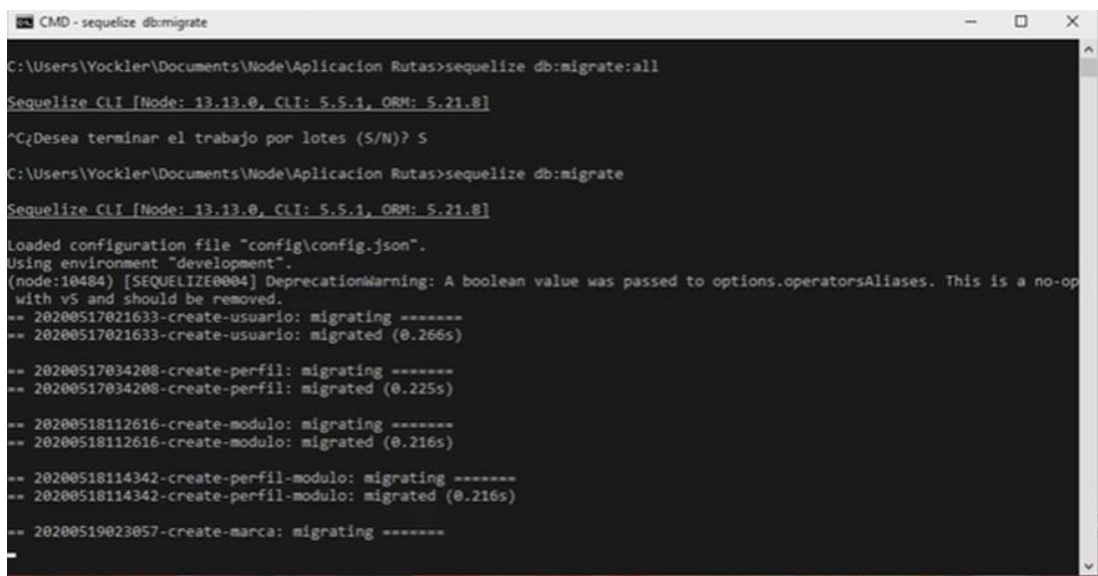 CMD - sequelize db:migrate
C:\Users\Yockler\Documents\Node\Aplicacion Rutas>sequelize db:migrate:all
Sequelize CLI [Node: 13.13.0, CLI: 5.5.1, ORM: 5.21.8]
^C¿Desea terminar el trabajo por lotes (S/N)? S
C:\Users\Yockler\Documents\Node\Aplicacion Rutas>sequelize db:migrate
Sequelize CLI [Node: 13.13.0, CLI: 5.5.1, ORM: 5.21.8]
Loaded configuration file "config\config.json".
Using environment "development".
(node:10484) [SEQUELIZE0004] DeprecationWarning: A boolean value was passed to options.operatorsAliases. This is a no-op
with v5 and should be removed.
== 20200517021633-create-usuario: migrating =======
== 20200517021633-create-usuario: migrated (0.266s)
== 20200517034208-create-perfil: migrating =======
== 20200517034208-create-perfil: migrated (0.225s)
== 20200518112616-create-modulo: migrating =======
== 20200518112616-create-modulo: migrated (0.216s)
== 20200518114342-create-perfil-modulo: migrating =======
== 20200518114342-create-perfil-modulo: migrated (0.216s)
== 20200519023057-create-marca: migrating =======